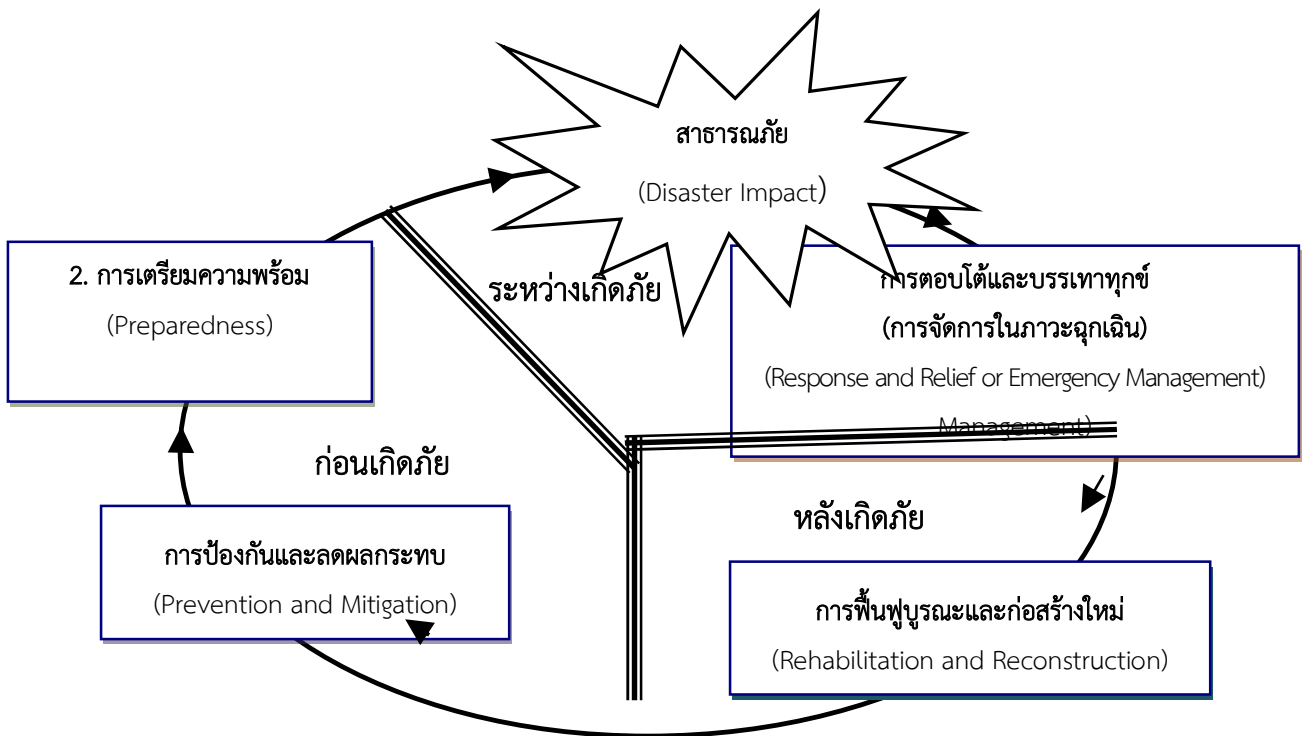 สาธารณภัย
(Disaster Impact)
2. การเตรียมความพร้อม
(Preparedness)
ระหว่างเกิดภัย
การตอบโต้และบรรเทาทุกข์
(การจัดการในภาวะฉุกเฉิน)
(Response and Relief or Emergency Management)
Management)
ก่อนเกิดภัย
หลังเกิดภัย
การป้องกันและลดผลกระทบ
(Prevention and Mitigation)
การฟื้นฟูบูรณะและก่อสร้างใหม่
(Rehabilitation and Reconstruction)